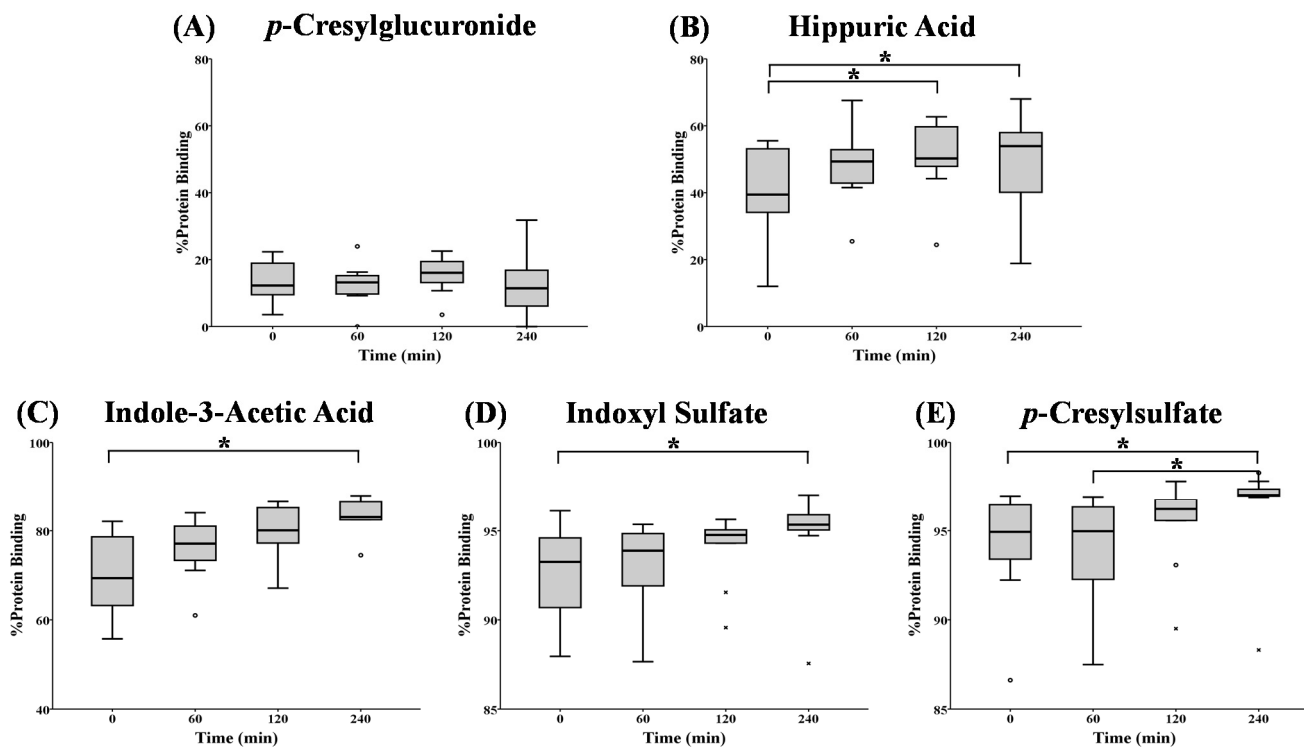 (A) p-Cresylglucuronide
80
60
40
20
0
%Protein Binding
0 60 120 240
Time (min)
(B) Hippuric Acid
80
60
40
20
0
%Protein Binding
* 
*
0 60 120 240
Time (min)
(C) Indole-3-Acetic Acid
100
80
60
40
%Protein Binding
*
0 60 120 240
Time (min)
(D) Indoxyl Sulfate
100
95
90
85
%Protein Binding
*
0 60 120 240
Time (min)
(E) p-Cresylsulfate
100
95
90
85
%Protein Binding
*
*
0 60 120 240
Time (min)